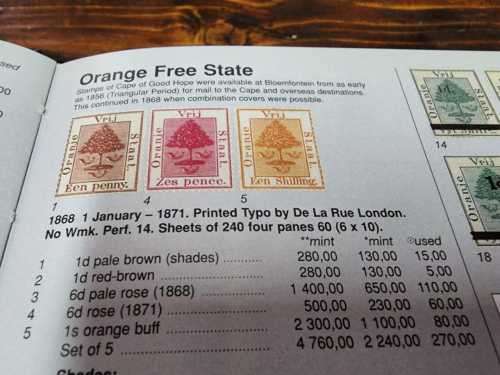 Orange Free State
Stamps of Cape of Good Hope were available at Bloemfontein from as early
as 1856 (Triangular Period) for mail to the Cape and overseas destinations.
This continued in 1868 when combination covers were possible.
Vrij
Oranje
Staat.
Een penny.
Vrij
Oranje
Staat.
Zes pence.
Vrij
Oranje
Staat.
Een Shilling.
1 4 5
1868 1 January – 1871. Printed Typo by De La Rue London.
No Wmk. Perf. 14. Sheets of 240 four panes 60 (6 x 10).
**mint *mint used
1 1d pale brown (shades) 280,00 130,00 15,00
2 1d red-brown 280,00 130,00 5,00
3 6d pale rose (1868) 1 400,00 650,00 110,00
4 6d rose (1871) 500,00 230,00 60,00
5 1s orange buff 2 300,00 1 100,00 80,00
Set of 5 4 760,00 2 240,00 270,00
Shades:
Vrij
Oranje
14
Vrij
Oranje
18